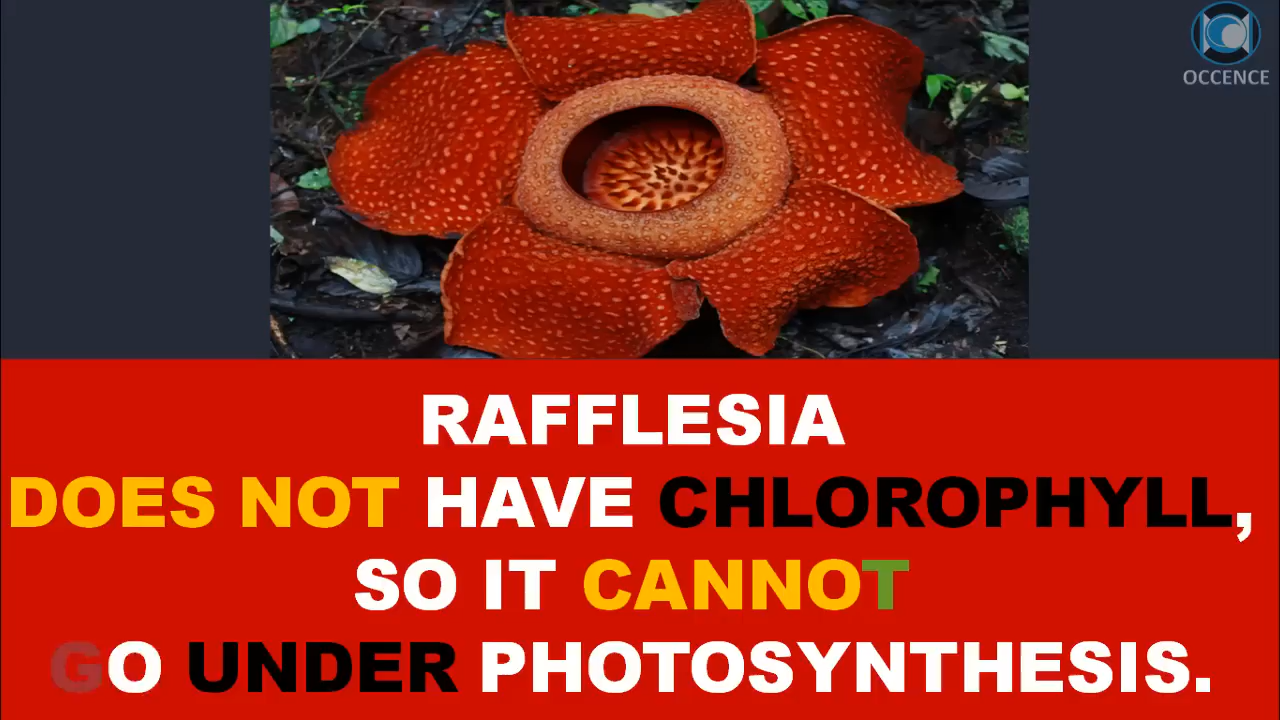 OCCENCE
RAFFLESIA
DOES NOT HAVE CHLOROPHYLL,
SO IT CANNOT
GO UNDER PHOTOSYNTHESIS.